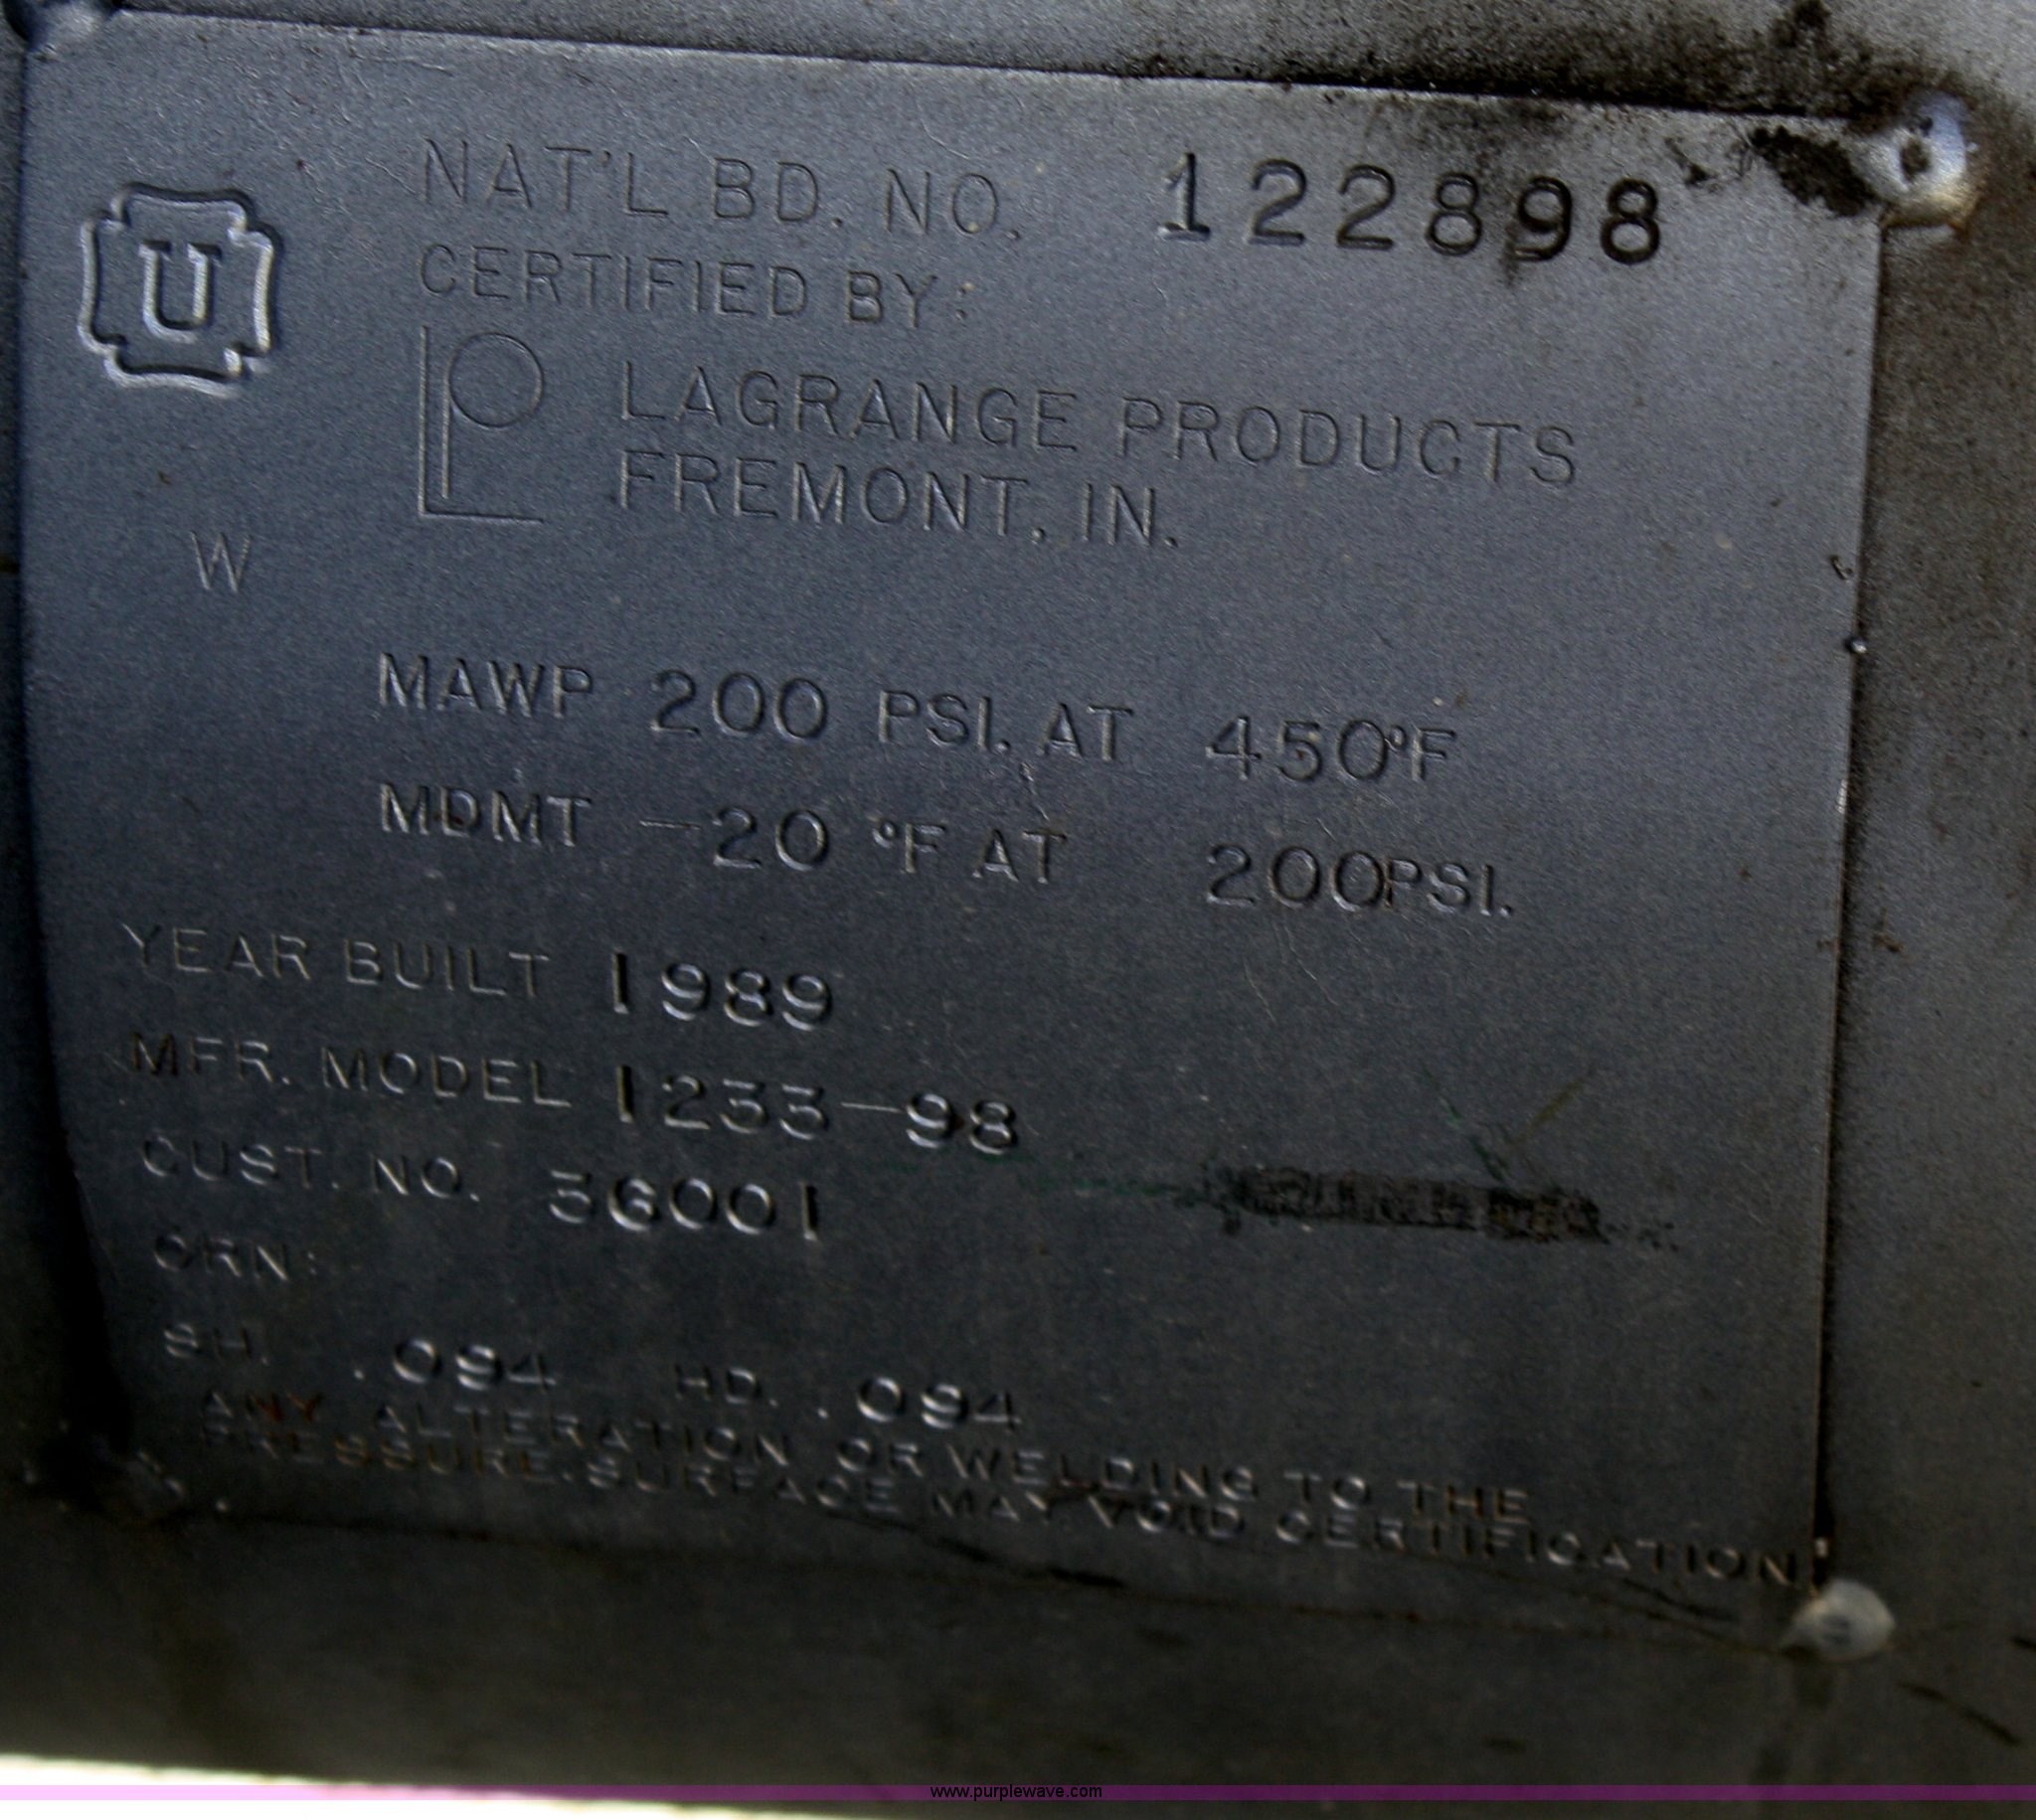 NAT'L BD. NO. 122898
U
CERTIFIED BY:
LP LAGRANGE PRODUCTS
FREMONT, IN.
W
MAWP 200 PSI. AT 450°F
MDMT -20 °F AT 200PSI.
YEAR BUILT 1989
MFR. MODEL 1233-98
CUST. NO. 36001
CRN:
SH. .094 HD. .094
ANY ALTERATION OR WELDING TO THE
PRESSURE SURFACE MAY VOID CERTIFICATION
www.purplewave.com